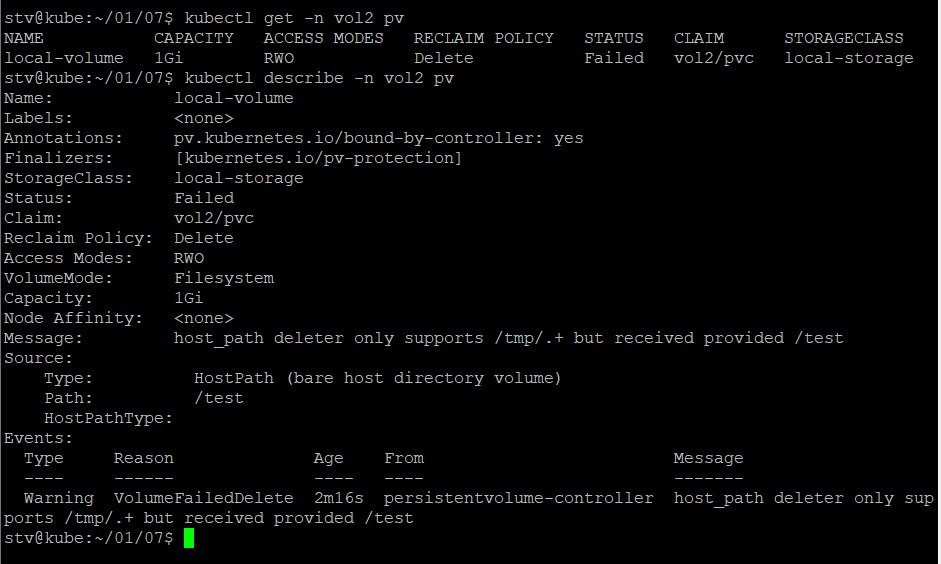 stv@kube:~/01/07$ kubectl get -n vol2 pv
NAME           CAPACITY   ACCESS MODES   RECLAIM POLICY   STATUS   CLAIM      STORAGECLASS
local-volume   1Gi        RWO            Delete           Failed   vol2/pvc   local-storage
stv@kube:~/01/07$ kubectl describe -n vol2 pv
Name:            local-volume
Labels:          <none>
Annotations:     pv.kubernetes.io/bound-by-controller: yes
Finalizers:      [kubernetes.io/pv-protection]
StorageClass:    local-storage
Status:          Failed
Claim:           vol2/pvc
Reclaim Policy:  Delete
Access Modes:    RWO
VolumeMode:      Filesystem
Capacity:        1Gi
Node Affinity:   <none>
Message:         host_path deleter only supports /tmp/.+ but received provided /test
Source:
    Type:          HostPath (bare host directory volume)
    Path:          /test
    HostPathType:
Events:
  Type     Reason              Age    From                         Message
  ----     ------              ----   ----                         -------
  Warning  VolumeFailedDelete  2m16s  persistentvolume-controller  host_path deleter only sup
ports /tmp/.+ but received provided /test
stv@kube:~/01/07$